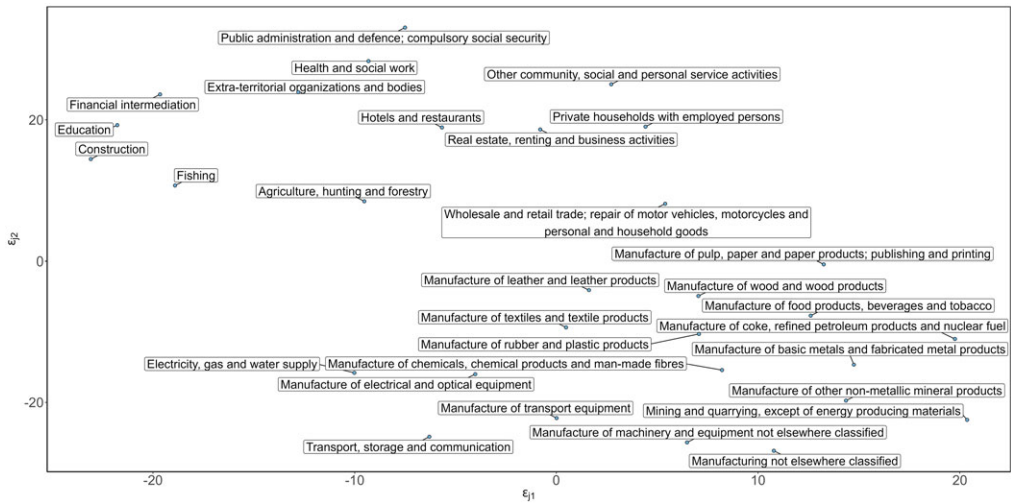 Public administration and defence; compulsory social security
Health and social work
Other community, social and personal service activities
Extra-territorial organizations and bodies
Financial intermediation
Hotels and restaurants
Private households with employed persons
20
Education
Real estate, renting and business activities
Construction
Fishing
Agriculture, hunting and forestry
Wholesale and retail trade; repair of motor vehicles, motorcycles and
personal and household goods
εj2
Manufacture of pulp, paper and paper products; publishing and printing
0
Manufacture of leather and leather products
Manufacture of wood and wood products
Manufacture of food products, beverages and tobacco
Manufacture of textiles and textile products
Manufacture of coke, refined petroleum products and nuclear fuel
Manufacture of rubber and plastic products
Manufacture of basic metals and fabricated metal products
Electricity, gas and water supply
Manufacture of chemicals, chemical products and man-made fibres
Manufacture of electrical and optical equipment
Manufacture of other non-metallic mineral products
-20
Manufacture of transport equipment
Mining and quarrying, except of energy producing materials
Manufacture of machinery and equipment not elsewhere classified
Transport, storage and communication
Manufacturing not elsewhere classified
-20 -10 0 10 20
εj1